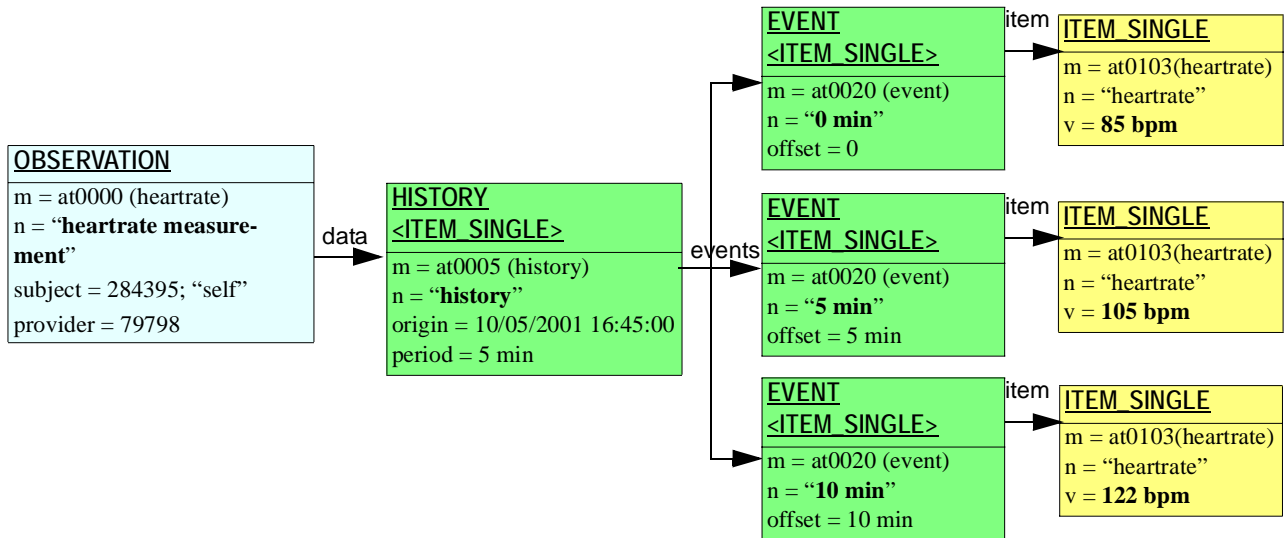 OBSERVATION
m = at0000 (heartrate)
n = “heartrate measure-
ment”
subject = 284395; “self”
provider = 79798
data
HISTORY
<ITEM_SINGLE>
m = at0005 (history)
n = “history”
origin = 10/05/2001 16:45:00
period = 5 min
events
EVENT
<ITEM_SINGLE>
m = at0020 (event)
n = “0 min”
offset = 0
item
ITEM_SINGLE
m = at0103(heartrate)
n = “heartrate”
v = 85 bpm
EVENT
<ITEM_SINGLE>
m = at0020 (event)
n = “5 min”
offset = 5 min
item
ITEM_SINGLE
m = at0103(heartrate)
n = “heartrate”
v = 105 bpm
EVENT
<ITEM_SINGLE>
m = at0020 (event)
n = “10 min”
offset = 10 min
item
ITEM_SINGLE
m = at0103(heartrate)
n = “heartrate”
v = 122 bpm